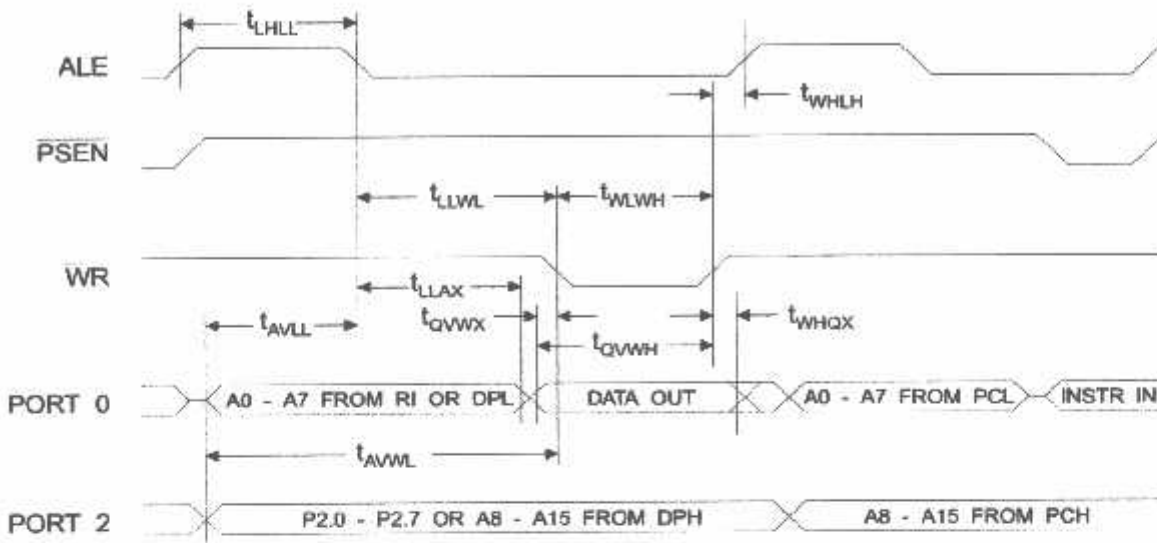 tLHLL
ALE
tWHLH
PSEN
tLLWL
tWLWH
WR
tLLAX
tAVLL
tQVWX
tWHQX
tQVWH
PORT 0
A0 - A7 FROM RI OR DPL
DATA OUT
A0 - A7 FROM PCL
INSTR IN
tAVWL
PORT 2
P2.0 - P2.7 OR A8 - A15 FROM DPH
A8 - A15 FROM PCH